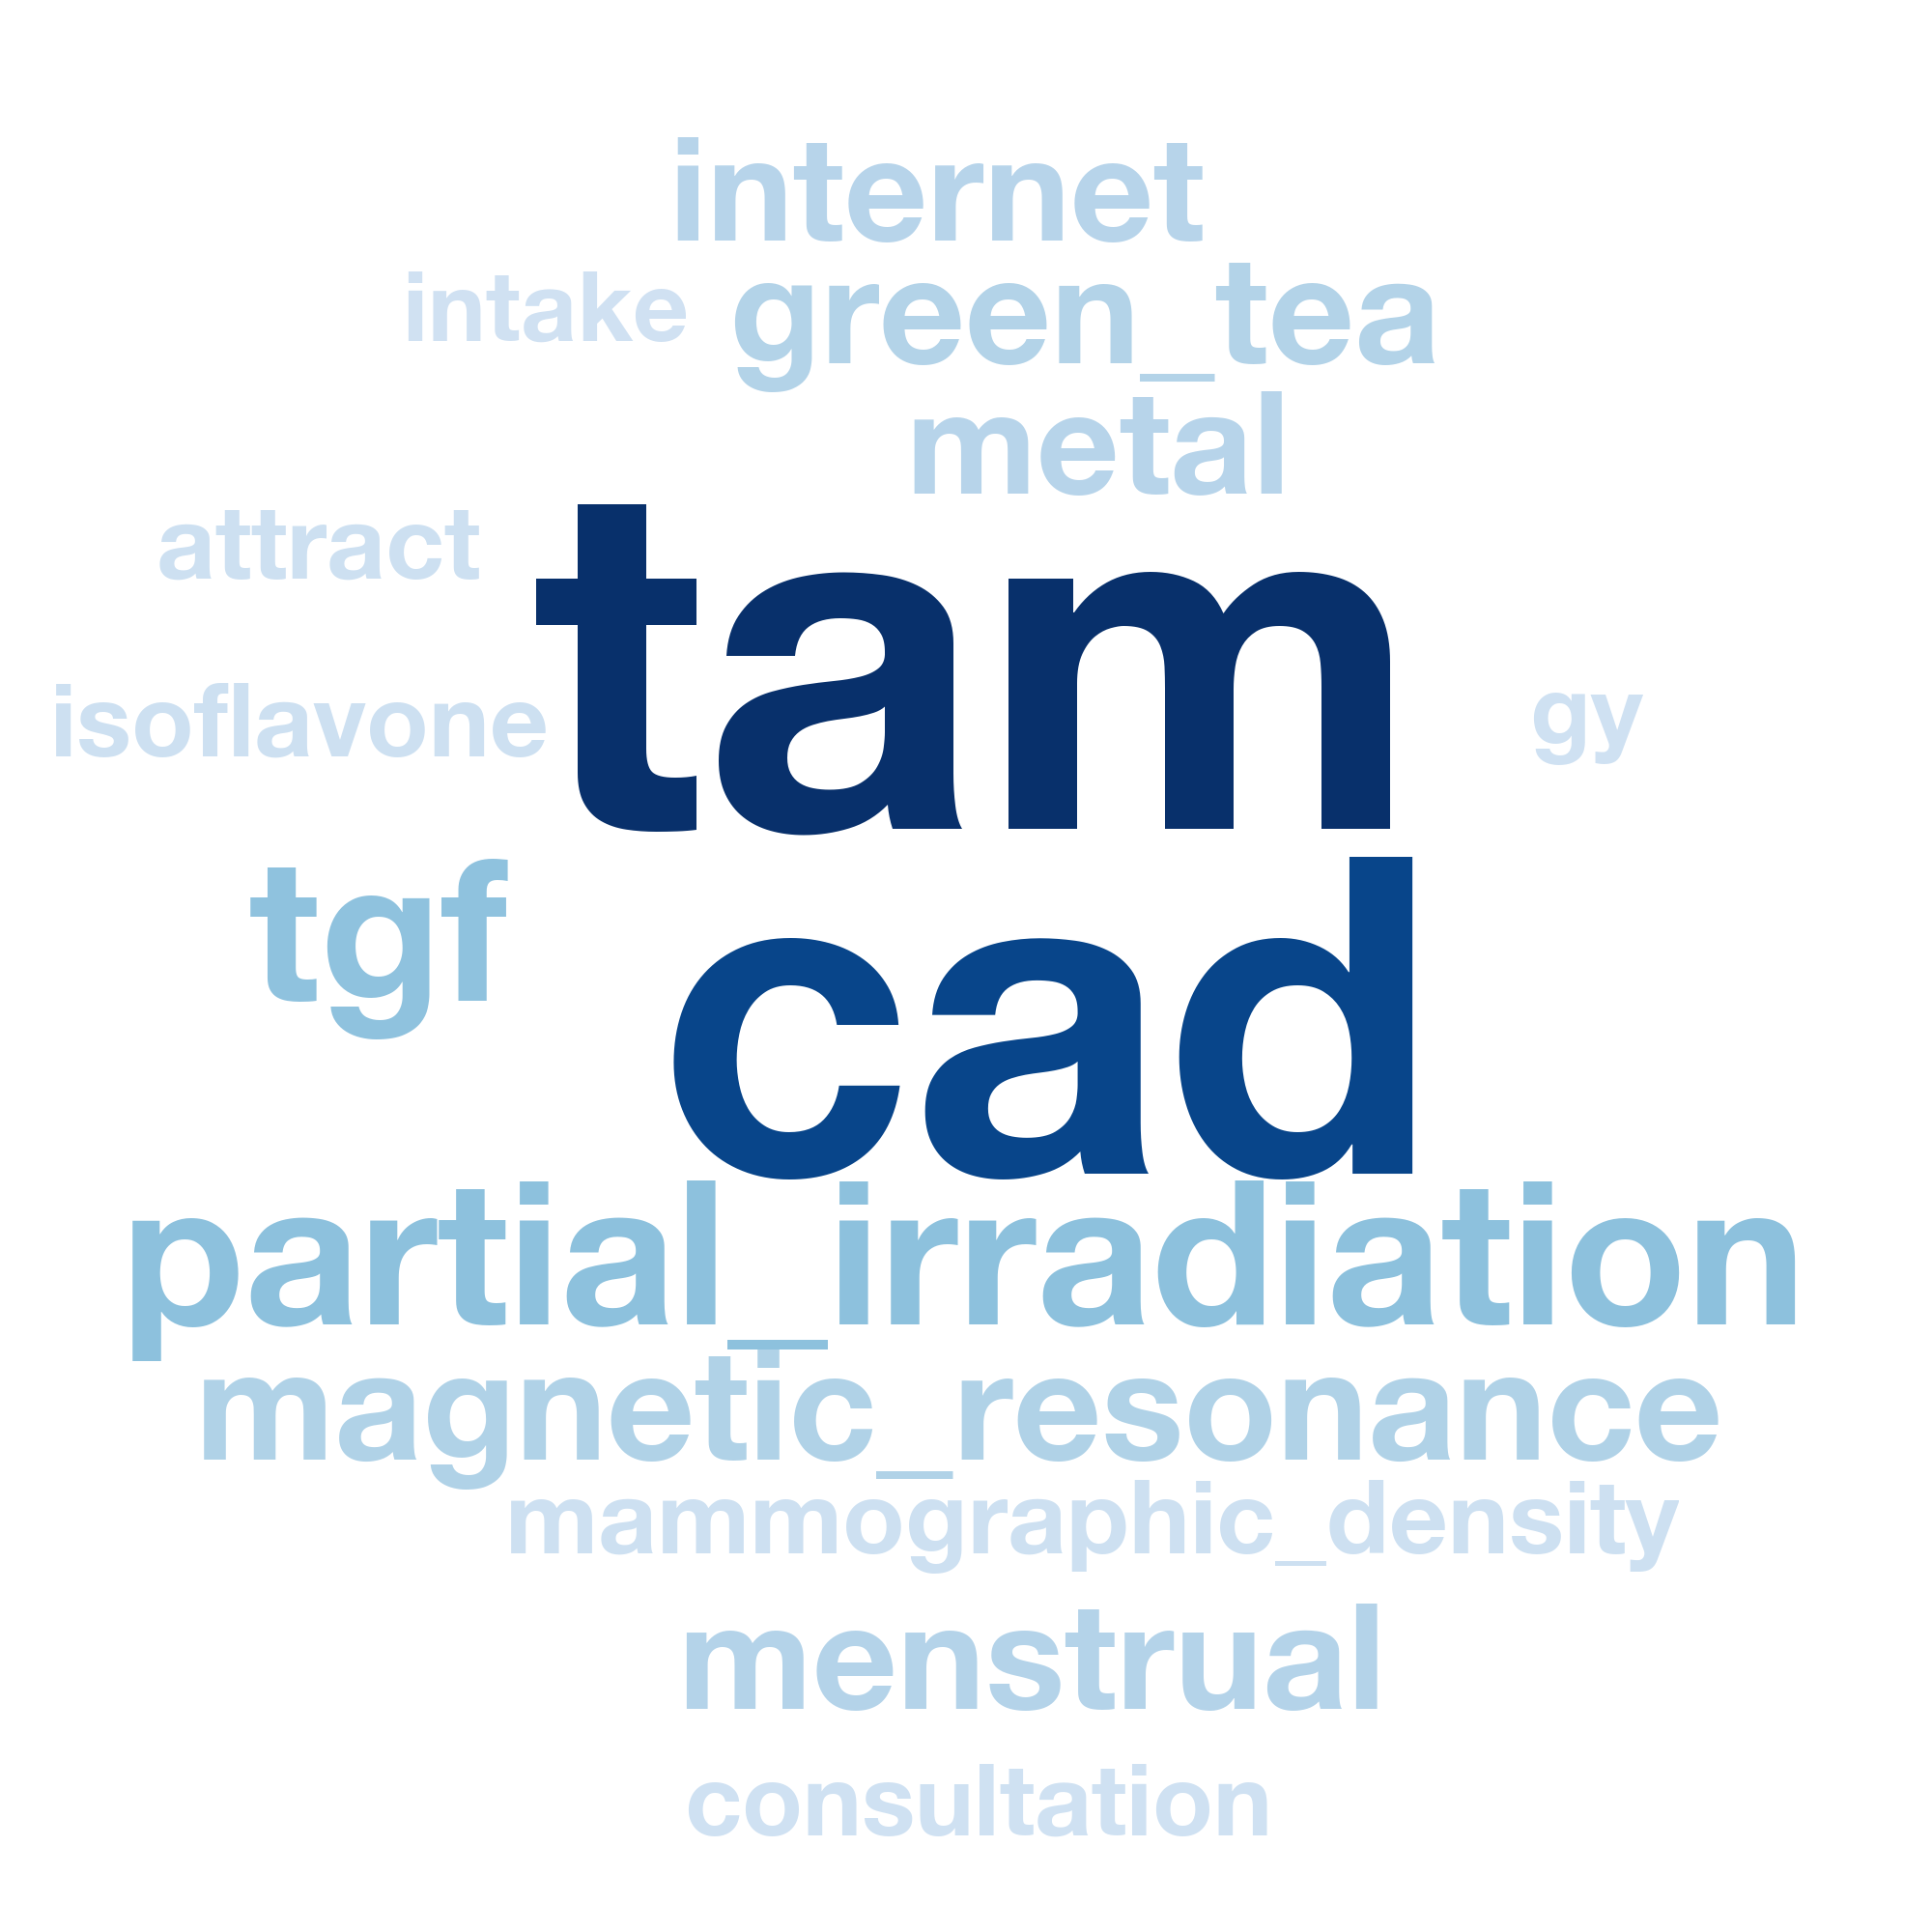 internet
intake green_tea
metal
attract
tam
isoflavone
gy
tgf
cad
partial_irradiation
magnetic_resonance
mammographic_density
menstrual
consultation